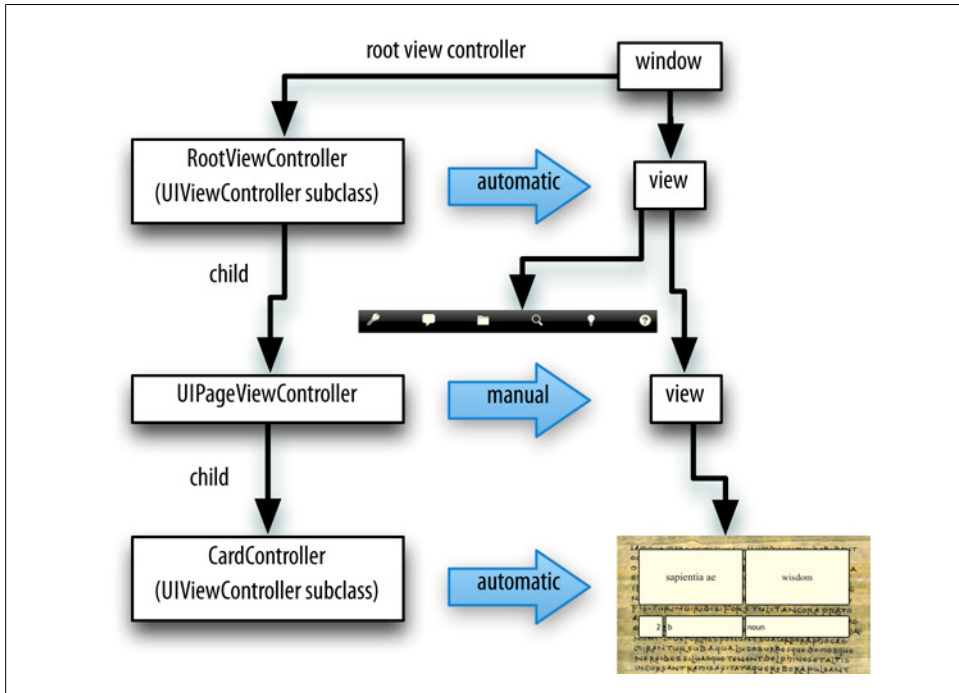 root view controller
window
RootViewController
(UIViewController subclass)
automatic
view
child
?
UIPageViewController
manual
view
child
CardController
(UIViewController subclass)
automatic
sapientia ae
wisdom
2
b
noun